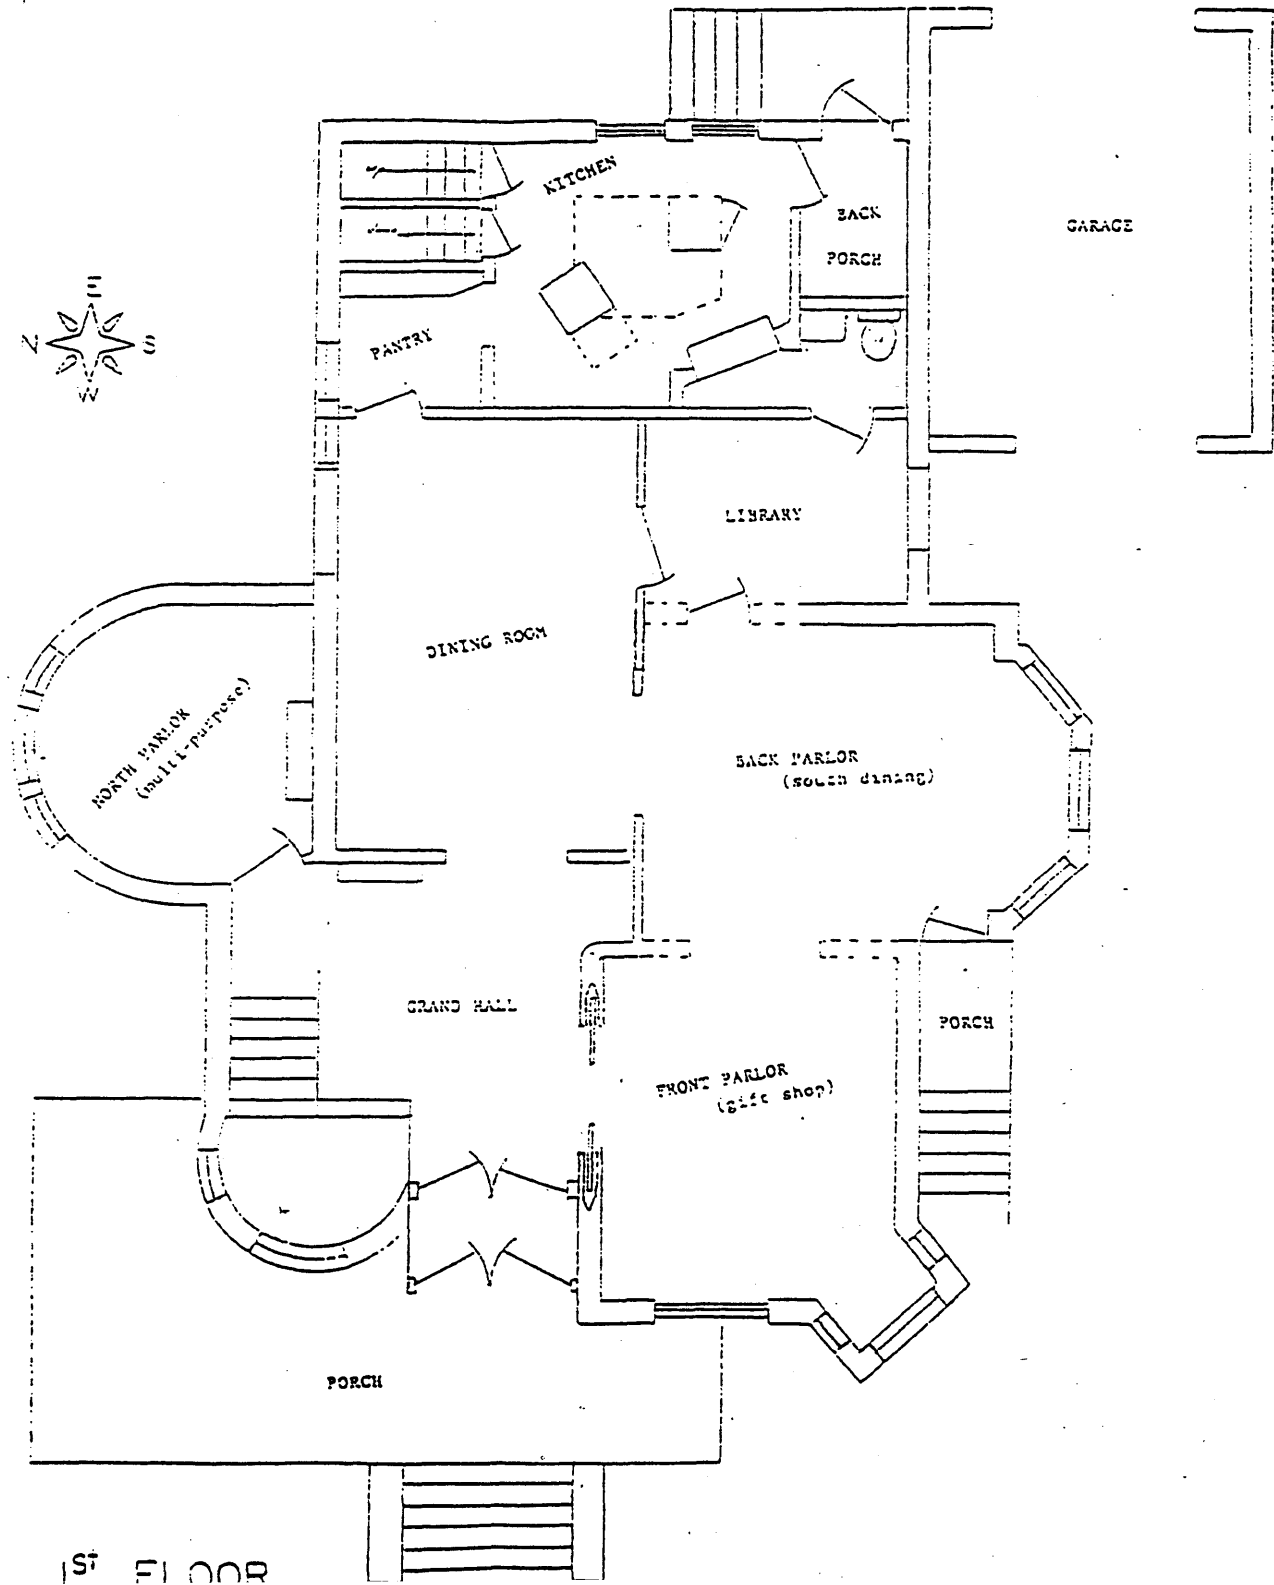 KITCHEN
BACK
PORCH
GARAGE
E
N S
W
PANTRY
LIBRARY
DINING ROOM
NORTH PARLOR
(multi-purpose)
BACK PARLOR
(south dining)
GRAND HALL
PORCH
FRONT PARLOR
(gift shop)
PORCH
1ST FLOOR